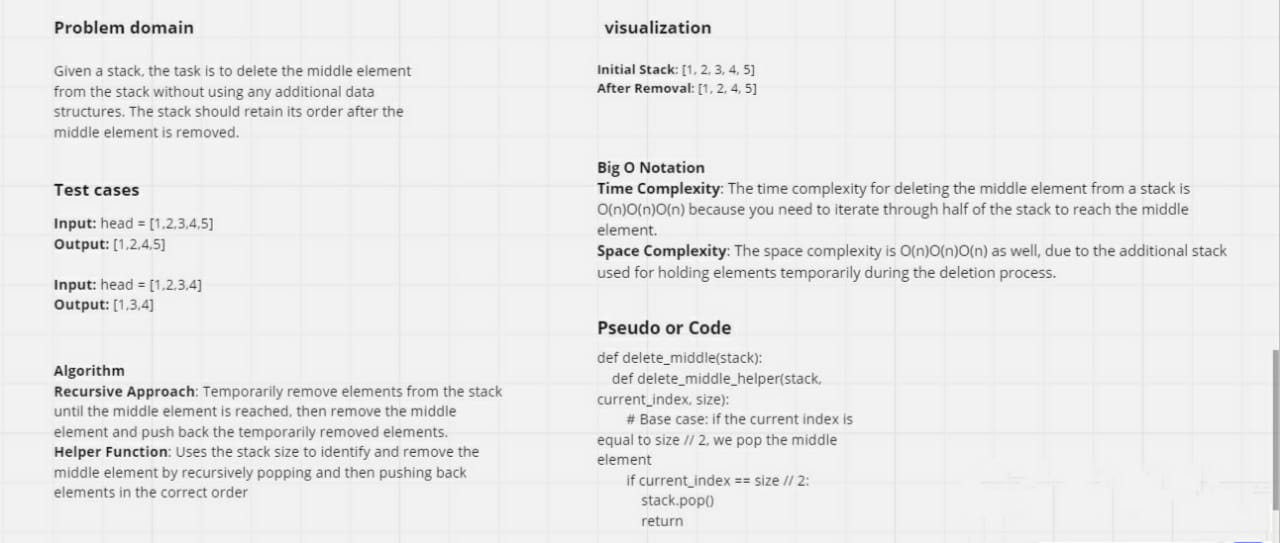 Problem domain
Given a stack, the task is to delete the middle element
from the stack without using any additional data
structures. The stack should retain its order after the
middle element is removed.
Test cases
Input: head = [1,2,3,4,5]
Output: [1,2,4,5]
Input: head = [1,2,3,4]
Output: [1,3,4]
Algorithm
Recursive Approach: Temporarily remove elements from the stack
until the middle element is reached, then remove the middle
element and push back the temporarily removed elements.
Helper Function: Uses the stack size to identify and remove the
middle element by recursively popping and then pushing back
elements in the correct order
visualization
Initial Stack: [1, 2, 3, 4, 5]
After Removal: [1, 2, 4, 5]
Big O Notation
Time Complexity: The time complexity for deleting the middle element from a stack is
O(n)O(n)O(n) because you need to iterate through half of the stack to reach the middle
element.
Space Complexity: The space complexity is O(n)O(n)O(n) as well, due to the additional stack
used for holding elements temporarily during the deletion process.
Pseudo or Code
def delete_middle(stack):
def delete_middle_helper(stack,
current_index, size):
# Base case: if the current index is
equal to size // 2, we pop the middle
element
if current_index == size // 2:
stack.pop()
return